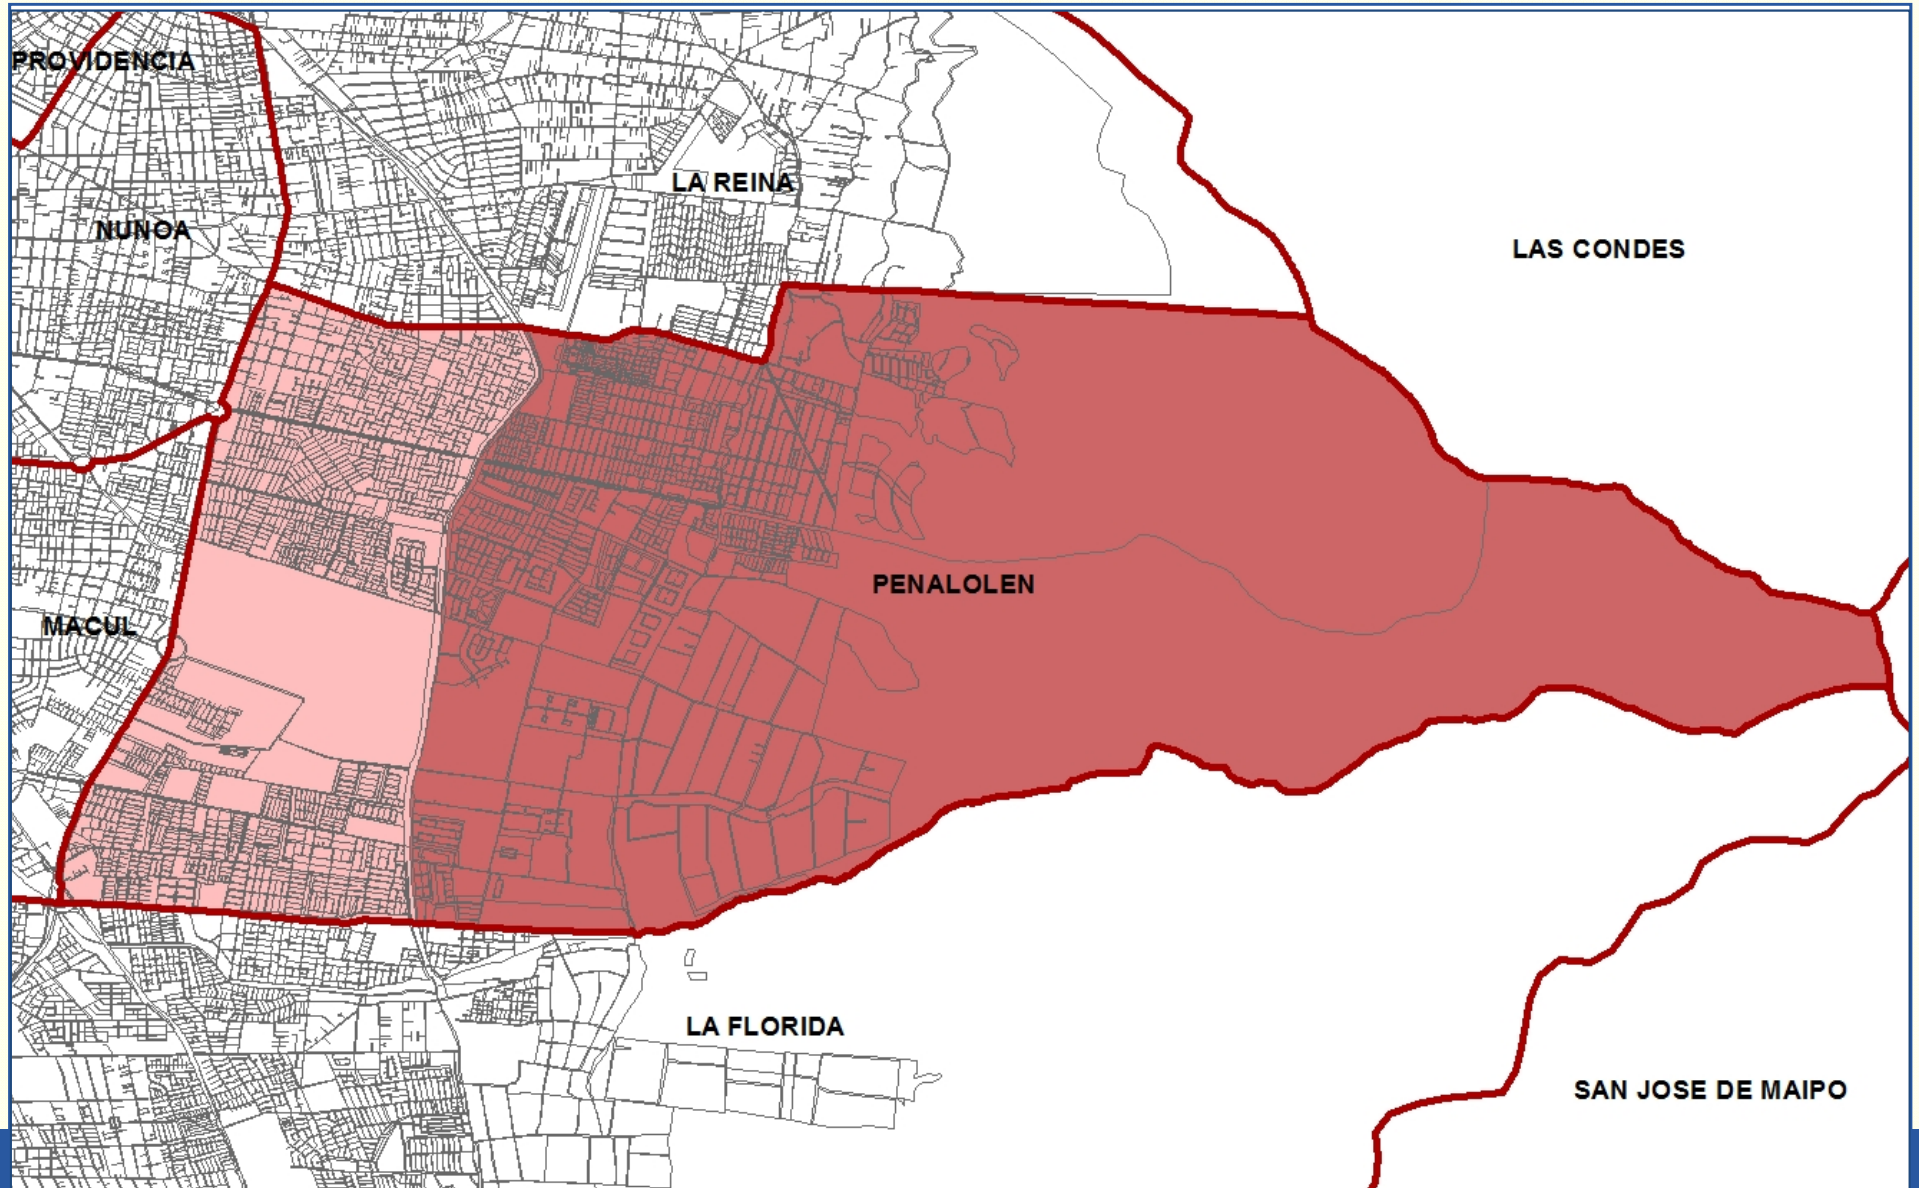 PROVIDENCIA
LA REINA
NUNOA
LAS CONDES
PENALOLEN
MACUL
LA FLORIDA
SAN JOSE DE MAIPO